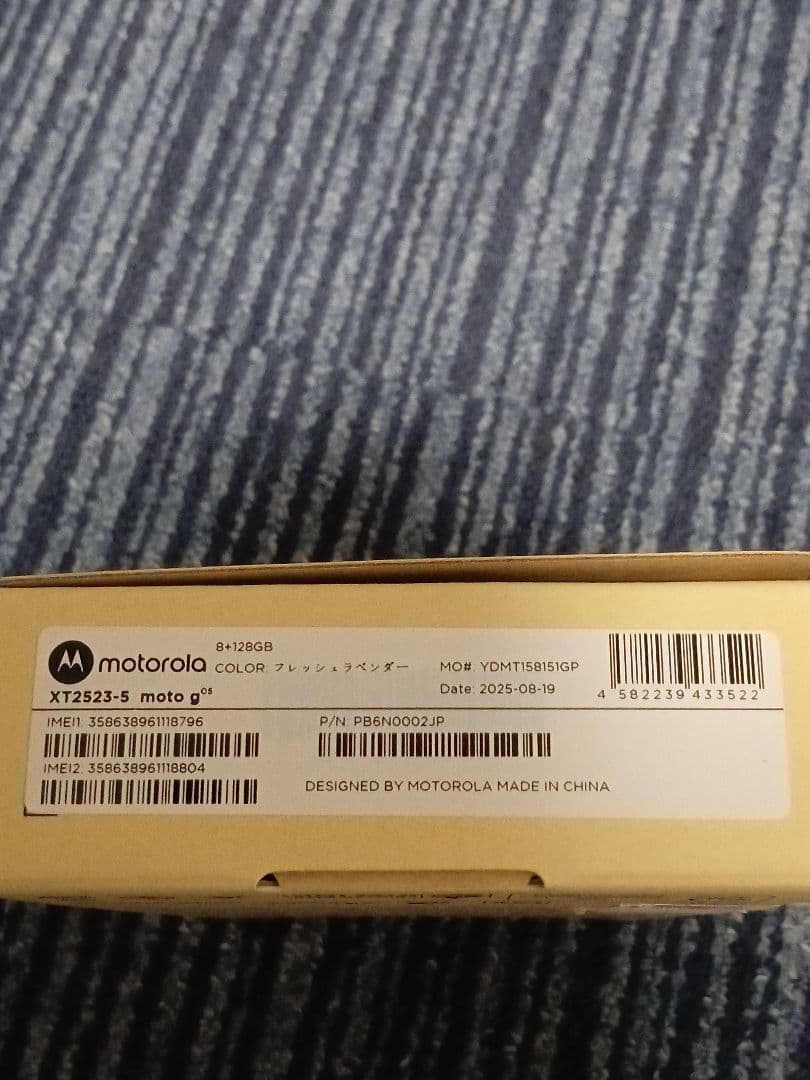 motorola
8+128GB
COLOR: フレッシュラベンダー
XT2523-5 moto g05
MO#: YDMT158151GP
Date: 2025-08-19
4 582239 433522
IMEI1: 358638961118796
P/N: PB6N0002JP
IMEI2: 358638961118804
DESIGNED BY MOTOROLA MADE IN CHINA